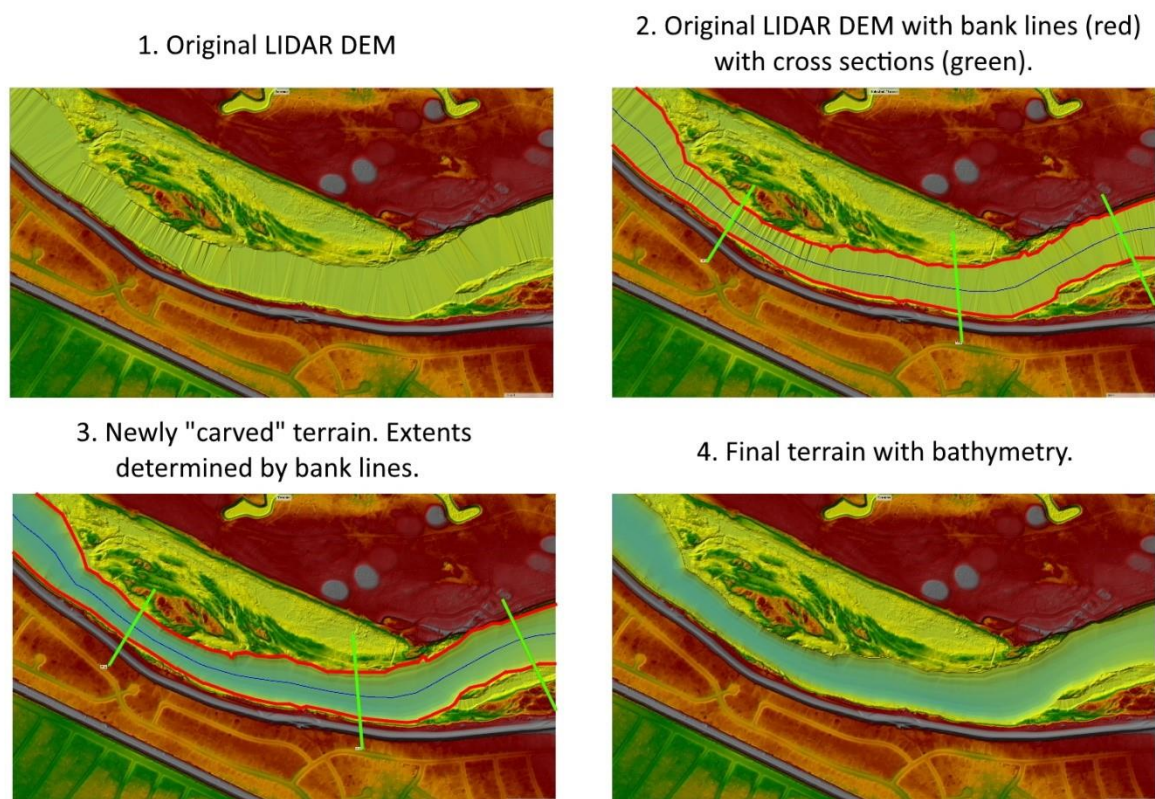 1. Original LIDAR DEM
2. Original LIDAR DEM with bank lines (red)
with cross sections (green).
3. Newly "carved" terrain. Extents
determined by bank lines.
4. Final terrain with bathymetry.